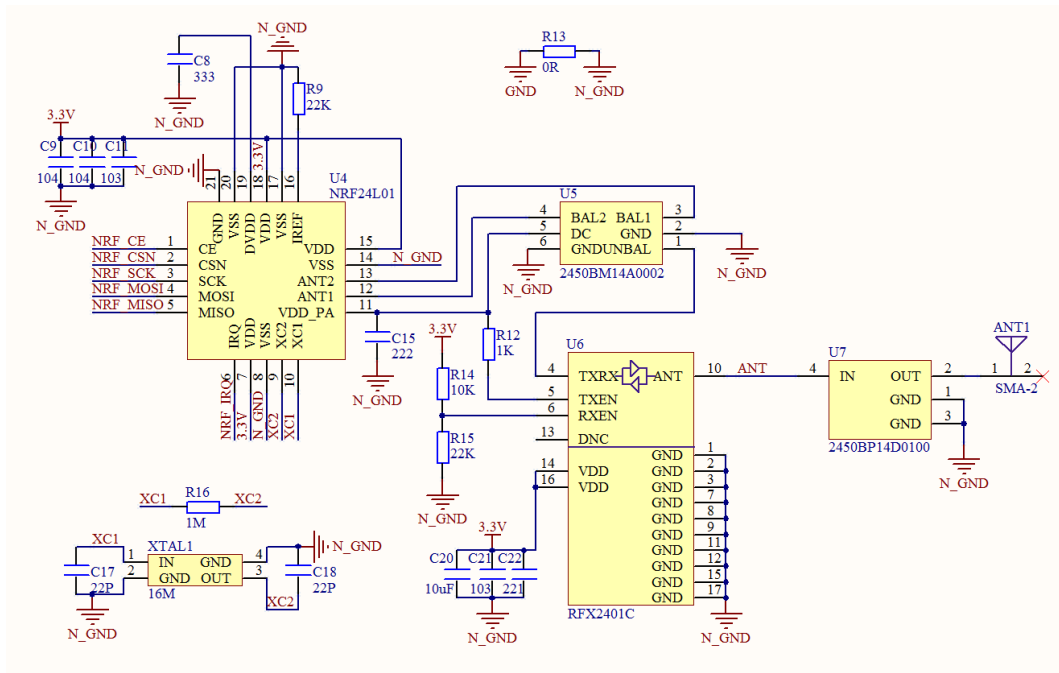 N_GND
C8
333
N_GND
R9
22K
R13
0R
GND
N_GND
3.3V
C9
C10
C11
104
104
103
N_GND
N_GND
21
20
19
18
17
16
3.3V
U4
NRF24L01
GND
VSS
DVDD
VDD
VSS
IREF
NRF_CE 1 CE
NRF_CSN 2 CSN
NRF_SCK 3 SCK
NRF_MOSI 4 MOSI
NRF_MISO 5 MISO
VDD 15
VSS 14 N_GND
ANT2 13
ANT1 12
VDD_PA 11
IRQ
VDD
VSS
XC2
XC1
6
7
8
9
10
NRF_IRQ
3.3V
N_GND
XC2
XC1
C15
222
N_GND
U5
4 BAL2 BAL1 3
5 DC GND 2
6 GND UNBAL 1
2450BM14A0002
N_GND
N_GND
R12
1K
3.3V
R14
10K
R15
22K
N_GND
U6
4 TXRX ANT 10 ANT
5 TXEN
6 RXEN
13 DNC
14 VDD
16 VDD
GND 1
GND 2
GND 3
GND 7
GND 8
GND 9
GND 11
GND 12
GND 15
GND 17
RFX2401C
N_GND
3.3V
C20
C21
C22
10uF
103
221
N_GND
U7
4 IN OUT 2
GND 1
GND 3
2450BP14D0100
N_GND
ANT1
1 2
SMA-2
XC1 R16 XC2
1M
XC1
XTAL1
1 IN GND 4
2 GND OUT 3
16M
C17
22P
N_GND
N_GND
C18
22P
XC2